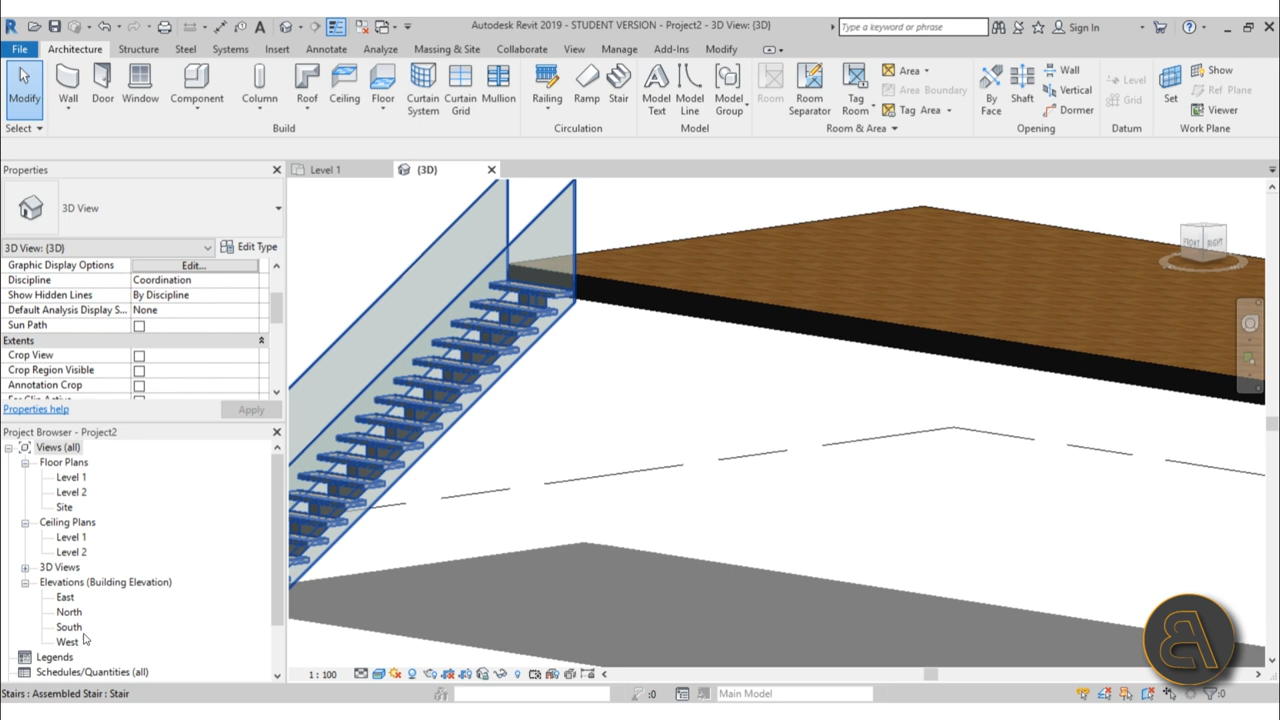 Autodesk Revit 2019 - STUDENT VERSION - Project2 - 3D View: {3D}
Type a keyword or phrase
Sign In
File Architecture Structure Steel Systems Insert Annotate Analyze Massing & Site Collaborate View Manage Add-Ins Modify
Modify
Wall
Door
Window
Component
Column
Roof
Ceiling
Floor
Curtain System
Curtain Grid
Mullion
Railing
Ramp
Stair
Model Text
Model Line
Model Group
Room
Room Separator
Tag Room
Area
Area Boundary
Tag Area
By Face
Shaft
Wall
Vertical
Dormer
Level
Grid
Set
Show
Ref Plane
Viewer
Select
Build
Circulation
Model
Room & Area
Opening
Datum
Work Plane
Properties
Level 1
{3D}
3D View
3D View: {3D}
Edit Type
Graphic Display Options Edit...
Discipline Coordination
Show Hidden Lines By Discipline
Default Analysis Display S... None
Sun Path
Extents
Crop View
Crop Region Visible
Annotation Crop
Properties help
Apply
FRONT RIGHT
Project Browser - Project2
Views (all)
Floor Plans
Level 1
Level 2
Site
Ceiling Plans
Level 1
Level 2
3D Views
Elevations (Building Elevation)
East
North
South
West
Legends
Schedules/Quantities (all)
1 : 100
Stairs : Assembled Stair : Stair
:0
Main Model
:0